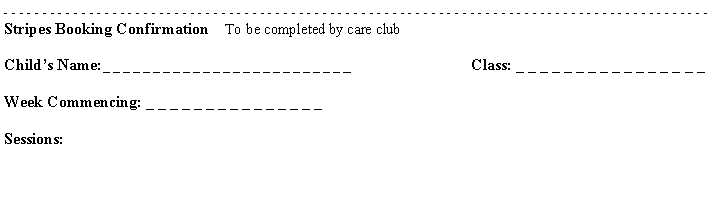 Stripes Booking Confirmation To be completed by care club
Child's Name:_ _ _ _ _ _ _ _ _ _ _ _ _ _ _ _ _ _ _ _ _ _ _ _ _ Class: _ _ _ _ _ _ _ _ _ _ _ _ _ _ _ _
Week Commencing: _ _ _ _ _ _ _ _ _ _ _ _ _ _ _
Sessions: